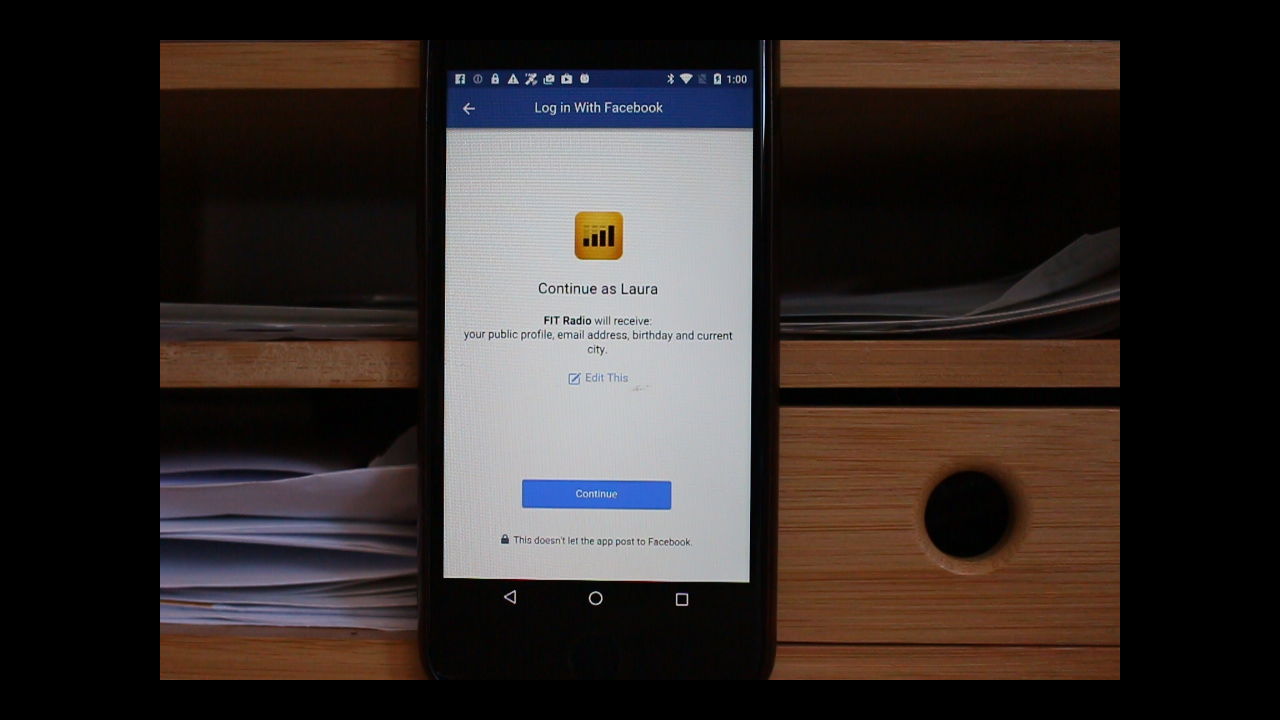 1:00
Log in With Facebook
Continue as Laura
FIT Radio will receive:
your public profile, email address, birthday and current
city.
Edit This
Continue
This doesn't let the app post to Facebook.